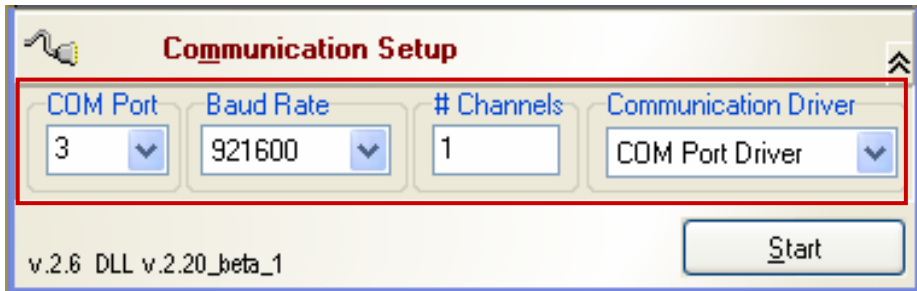 Communication Setup
COM Port Baud Rate # Channels Communication Driver
3 921600 1 COM Port Driver
v.2.6 DLL v.2.20_beta_1 Start